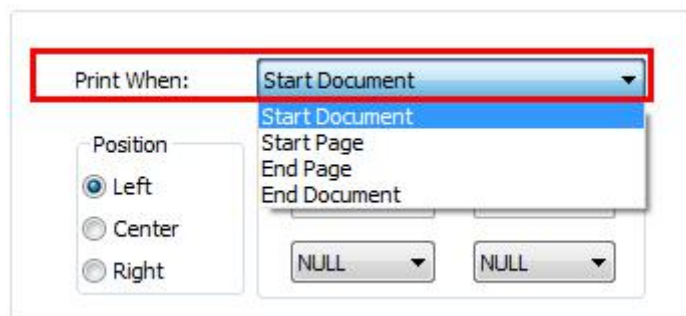 Print When: Start Document
Start Document
Position Start Page
End Page
Left End Document
Center
Right NULL NULL